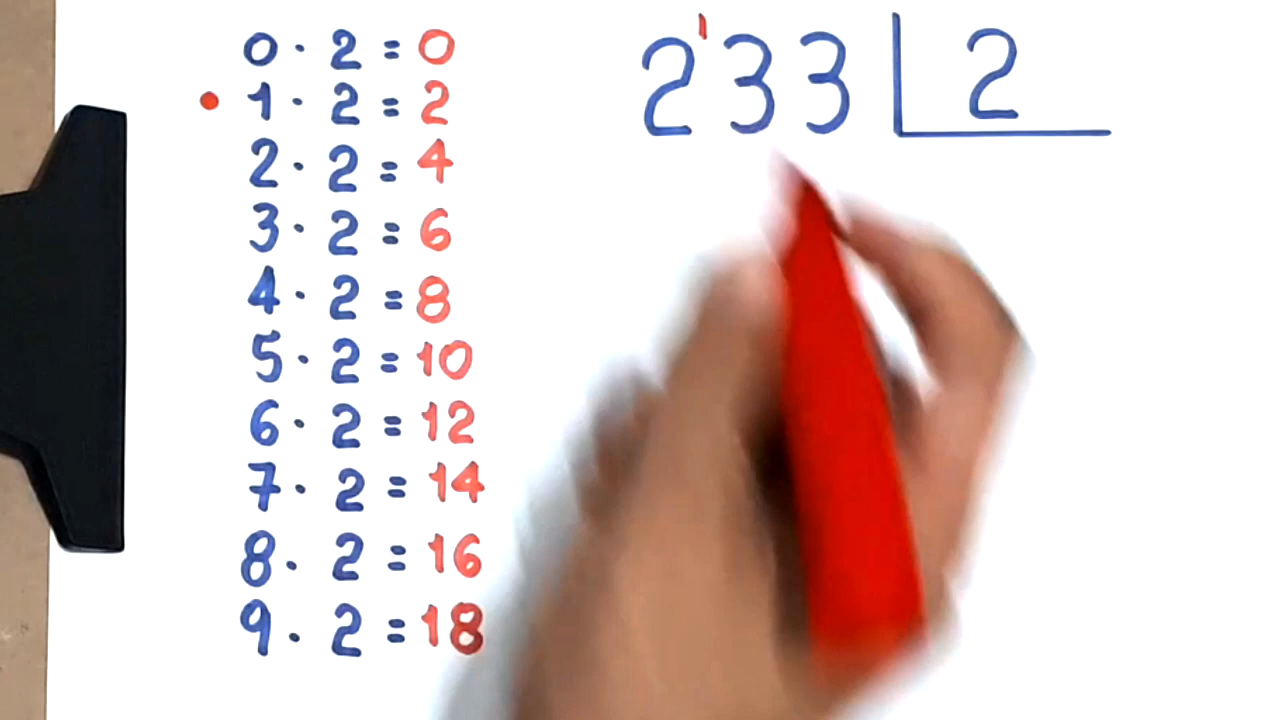 0 · 2 = 0
1 · 2 = 2
2 · 2 = 4
3 · 2 = 6
4 · 2 = 8
5 · 2 = 10
6 · 2 = 12
7 · 2 = 14
8 · 2 = 16
9 · 2 = 18
2'33 2